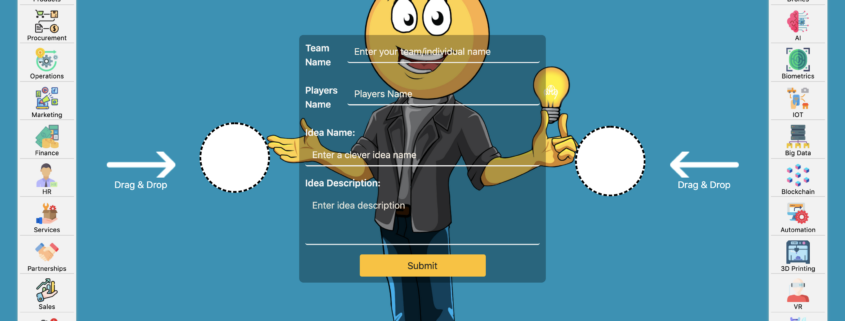 Products
Procurement
Operations
Marketing
Finance
HR
Services
Partnerships
Sales
Drag & Drop
Team
Name
Enter your team/individual name
Players
Name
Players Name
Idea Name:
Enter a clever idea name
Idea Description:
Enter idea description
Submit
Drag & Drop
Drones
AI
Biometrics
IOT
Big Data
Blockchain
Automation
3D Printing
VR